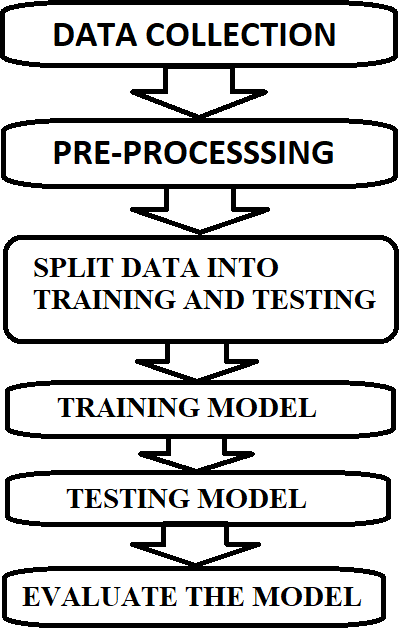 DATA COLLECTION
PRE-PROCESSSING
SPLIT DATA INTO
TRAINING AND TESTING
TRAINING MODEL
TESTING MODEL
EVALUATE THE MODEL